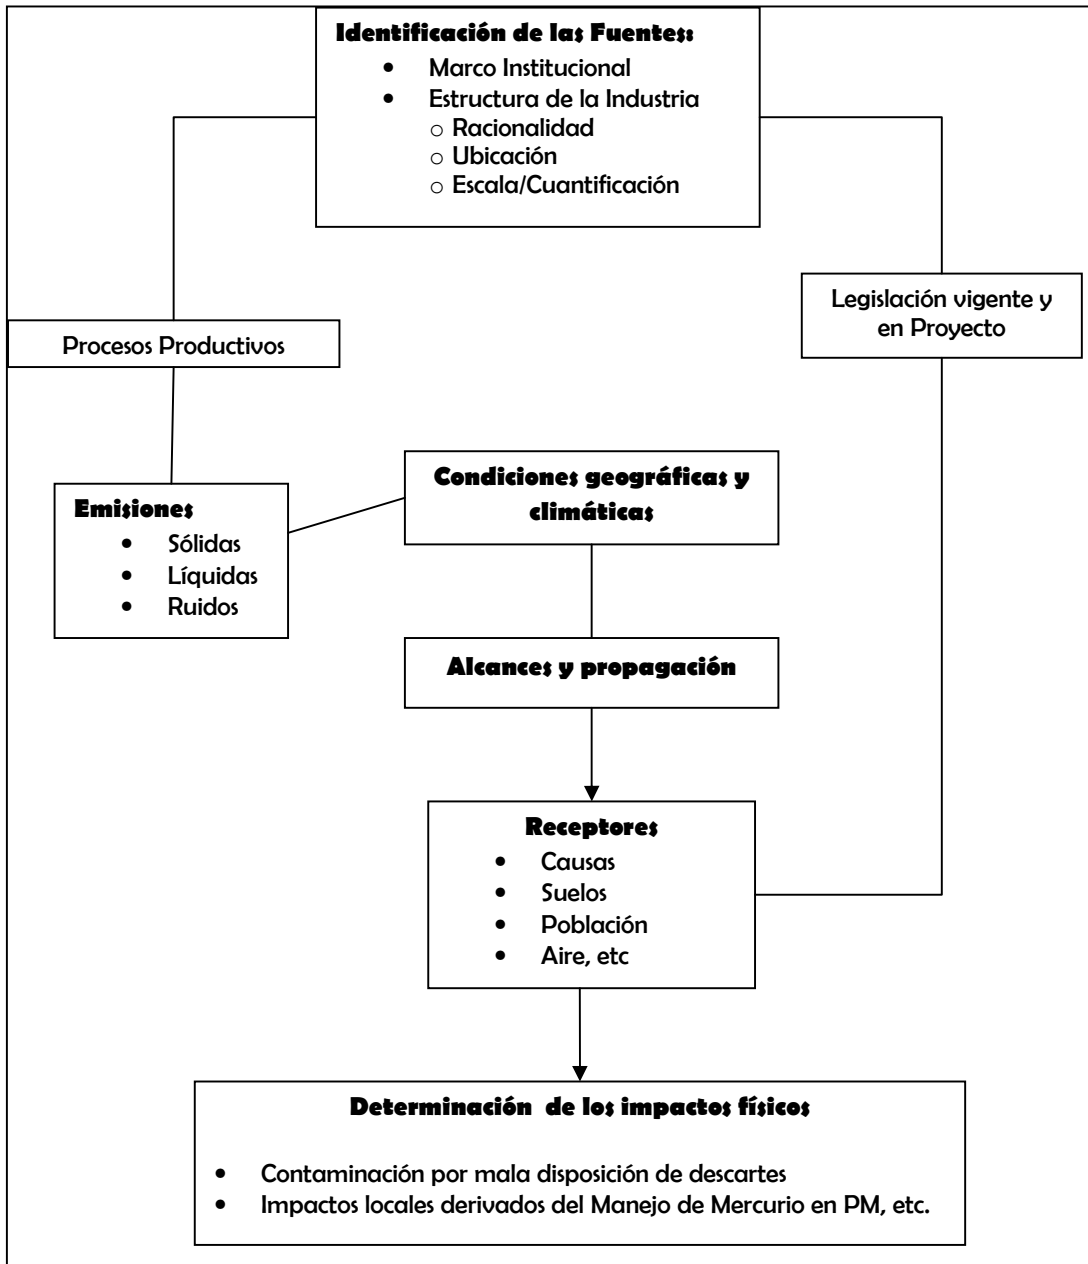 Identificación de las Fuentes:
• Marco Institucional
• Estructura de la Industria
○ Racionalidad
○ Ubicación
○ Escala/Cuantificación
Legislación vigente y
en Proyecto
Procesos Productivos
Condiciones geográficas y
climáticas
Emisiones
• Sólidas
• Líquidas
• Ruidos
Alcances y propagación
Receptores
• Causas
• Suelos
• Población
• Aire, etc
Determinación de los impactos físicos
• Contaminación por mala disposición de descartes
• Impactos locales derivados del Manejo de Mercurio en PM, etc.